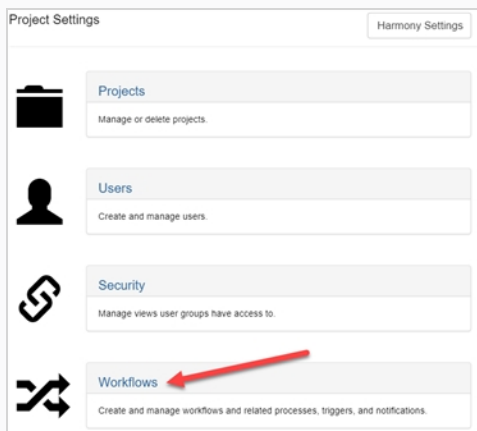 Project Settings
Harmony Settings
Projects
Manage or delete projects.
Users
Create and manage users.
Security
Manage views user groups have access to.
Workflows
Create and manage workflows and related processes, triggers, and notifications.